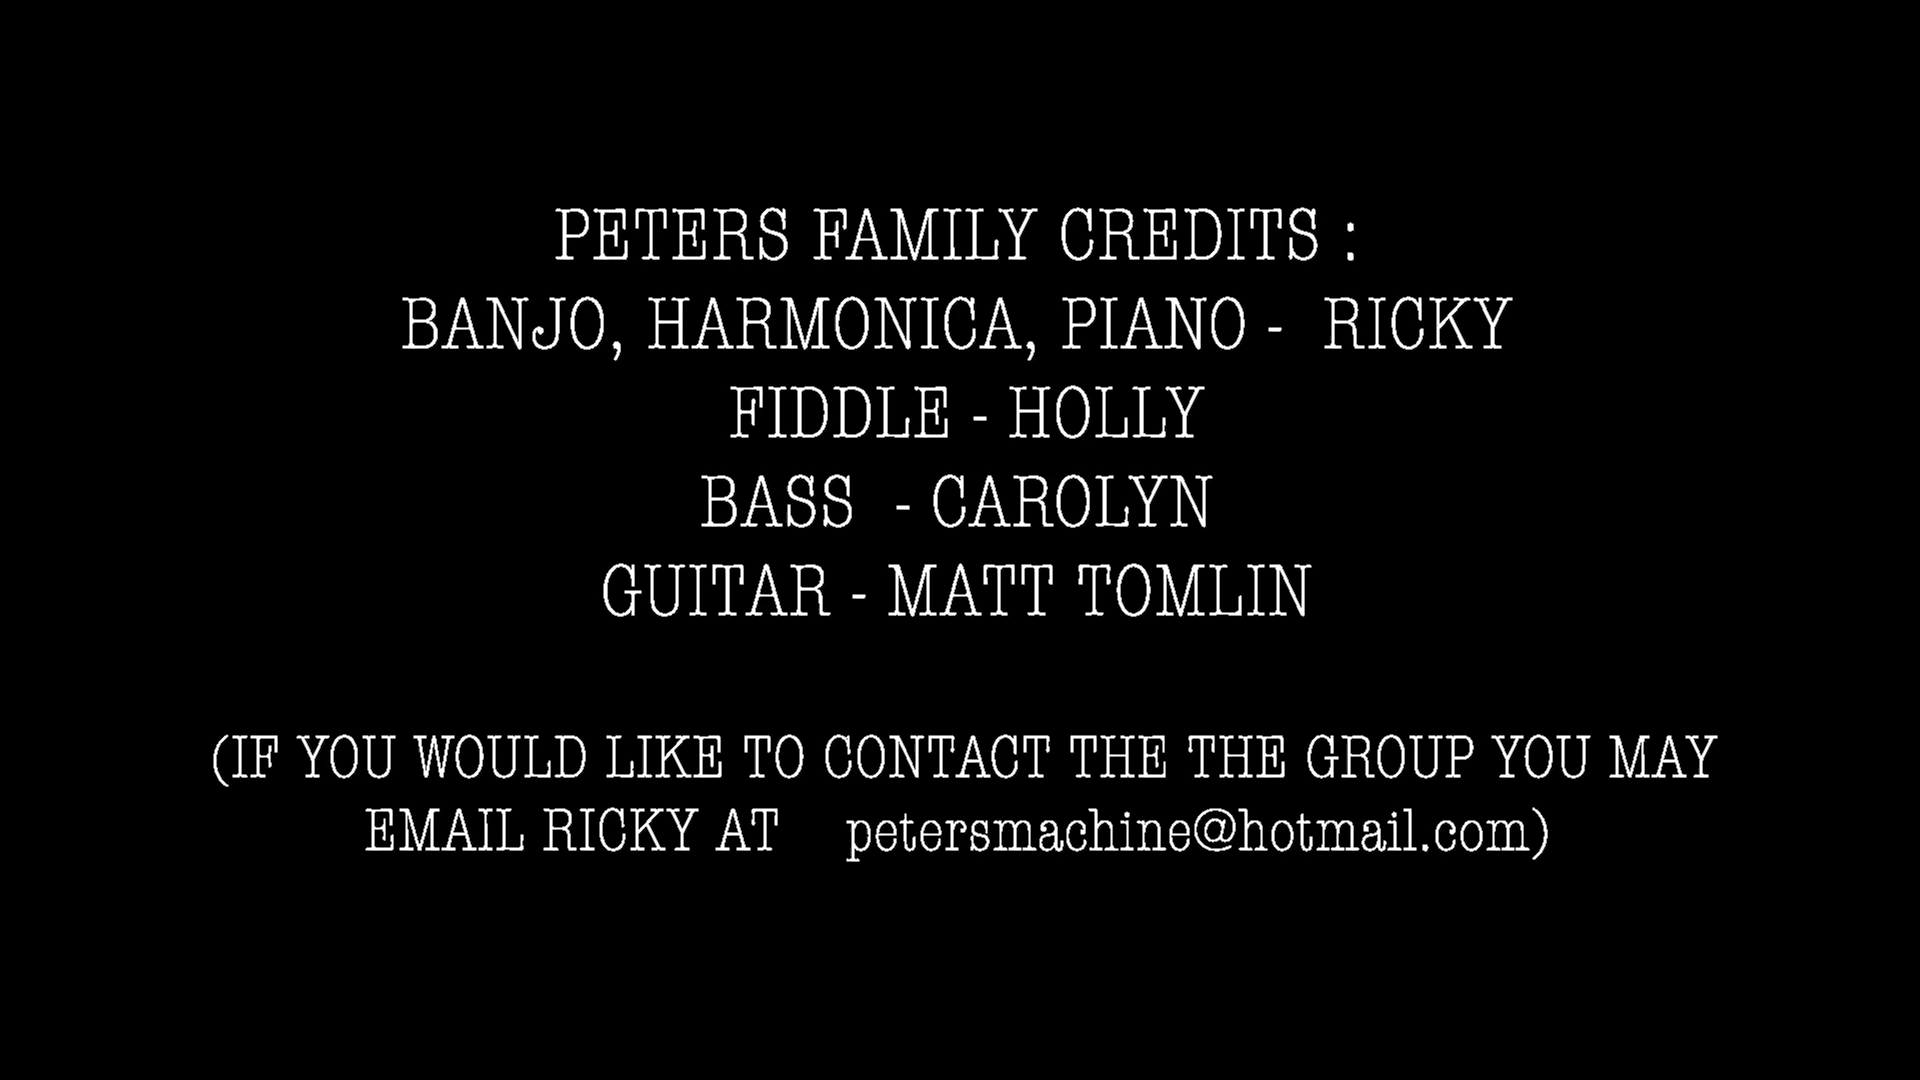 PETERS FAMILY CREDITS :
BANJO, HARMONICA, PIANO -  RICKY
FIDDLE - HOLLY
BASS  - CAROLYN
GUITAR - MATT TOMLIN
(IF YOU WOULD LIKE TO CONTACT THE THE GROUP YOU MAY
EMAIL RICKY AT    petersmachine@hotmail.com)